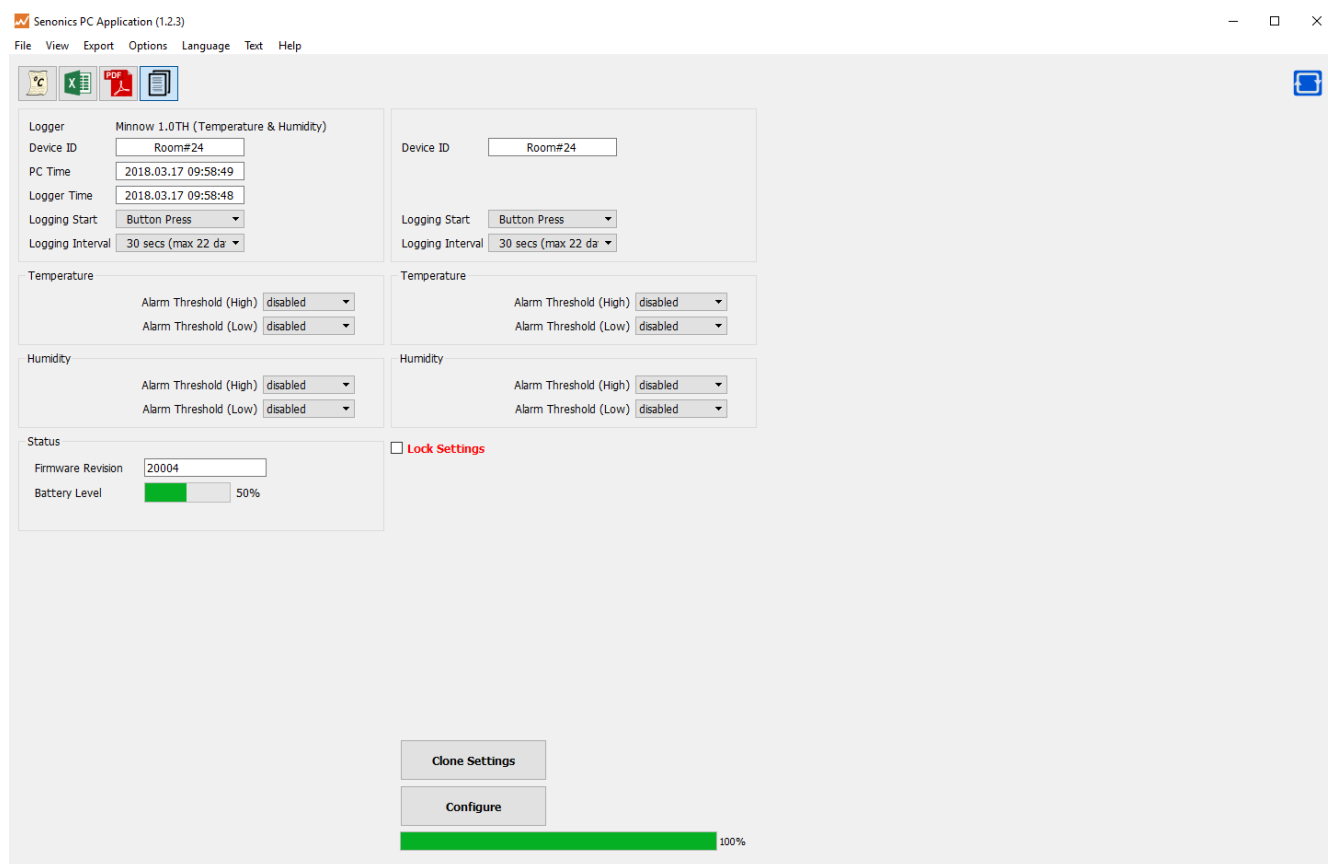 Senonics PC Application (1.2.3)
File View Export Options Language Text Help
°C
X
PDF
Logger Minnow 1.0TH (Temperature & Humidity)
Device ID Room#24
PC Time 2018.03.17 09:58:49
Logger Time 2018.03.17 09:58:48
Logging Start Button Press
Logging Interval 30 secs (max 22 da
Temperature
Alarm Threshold (High) disabled
Alarm Threshold (Low) disabled
Humidity
Alarm Threshold (High) disabled
Alarm Threshold (Low) disabled
Status
Firmware Revision 20004
Battery Level 50%
Device ID Room#24
Logging Start Button Press
Logging Interval 30 secs (max 22 da
Temperature
Alarm Threshold (High) disabled
Alarm Threshold (Low) disabled
Humidity
Alarm Threshold (High) disabled
Alarm Threshold (Low) disabled
Lock Settings
Clone Settings
Configure
100%